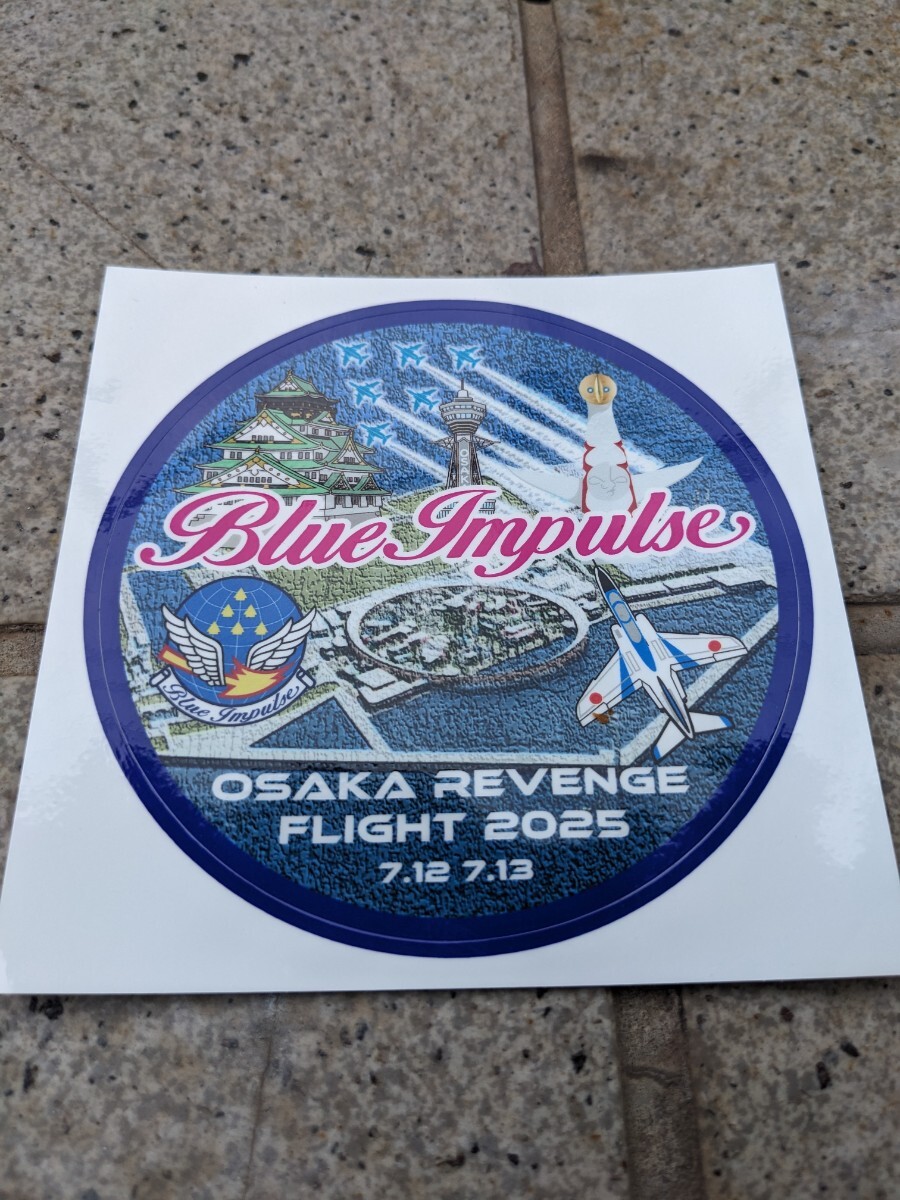 Blue Impulse
Blue Impulse
OSAKA REVENGE
FLIGHT 2025
7.12 7.13